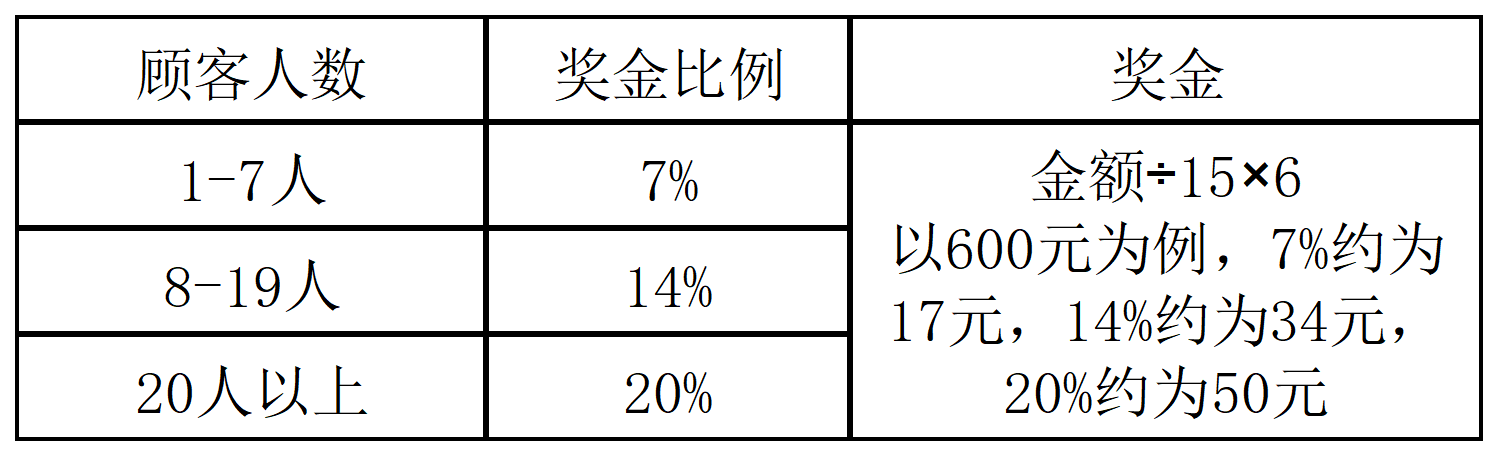 顾客人数 奖金比例 奖金
1-7人 7%
8-19人 14%
20人以上 20%
金额÷15×6
以600元为例，7%约为
17元，14%约为34元，
20%约为50元